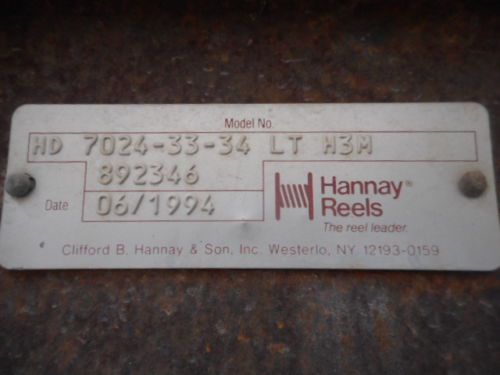 Model No.
HD 7024-33-34 LT H3M
892346
Date 06/1994
Hannay®
Reels
The reel leader
Clifford B. Hannay & Son, Inc. Westerlo, NY 12193-0159